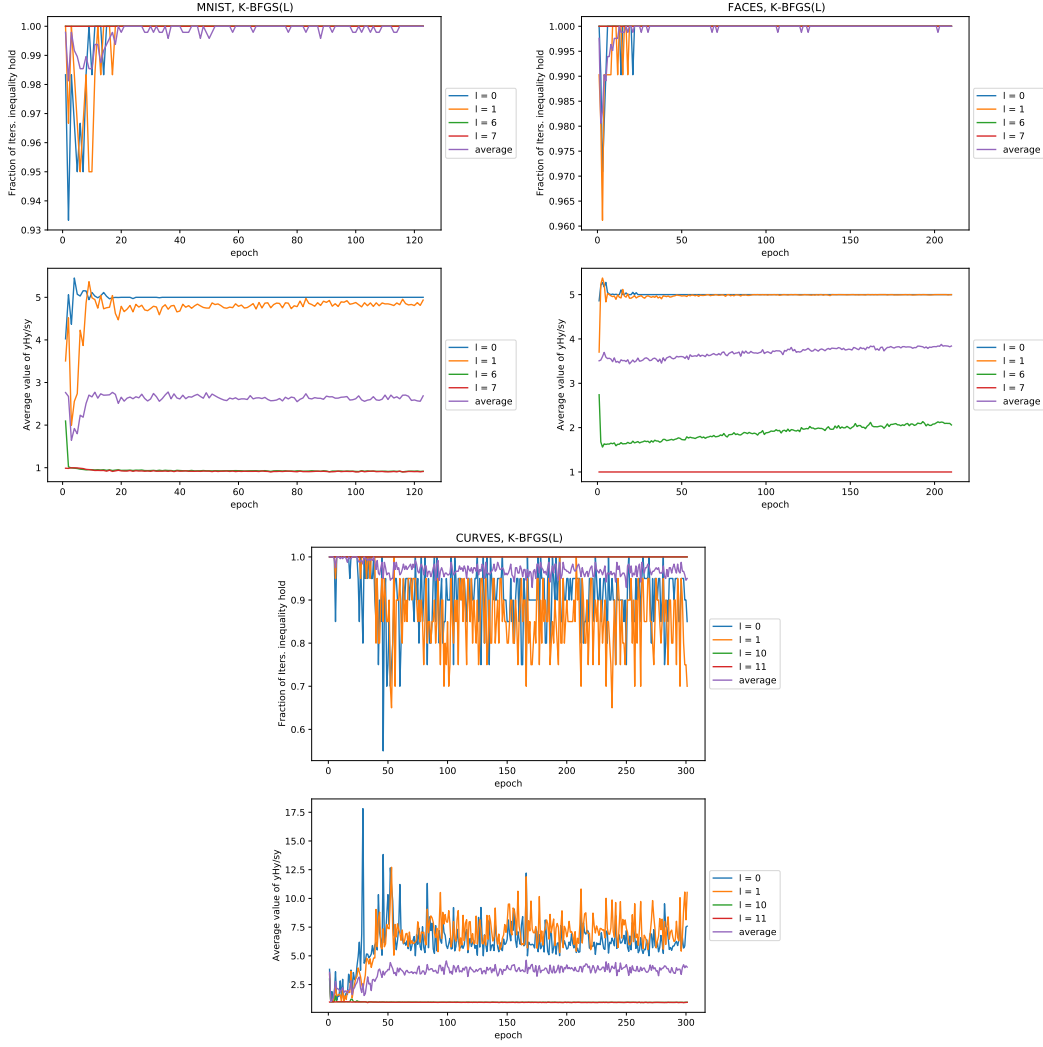 MNIST, K-BFGS(L)
Fraction of Iters. inequality hold
1.00
0.99
0.98
0.97
0.96
0.95
0.94
0.93
0 20 40 60 80 100 120
epoch
l = 0
l = 1
l = 6
l = 7
average
FACES, K-BFGS(L)
Fraction of Iters. inequality hold
1.000
0.995
0.990
0.985
0.980
0.975
0.970
0.965
0.960
0 50 100 150 200
epoch
l = 0
l = 1
l = 6
l = 7
average
Average value of yHy/sy
5
4
3
2
1
0 20 40 60 80 100 120
epoch
l = 0
l = 1
l = 6
l = 7
average
Average value of yHy/sy
5
4
3
2
1
0 50 100 150 200
epoch
l = 0
l = 1
l = 6
l = 7
average
CURVES, K-BFGS(L)
Fraction of Iters. inequality hold
1.0
0.9
0.8
0.7
0.6
0 50 100 150 200 250 300
epoch
l = 0
l = 1
l = 10
l = 11
average
Average value of yHy/sy
17.5
15.0
12.5
10.0
7.5
5.0
2.5
0 50 100 150 200 250 300
epoch
l = 0
l = 1
l = 10
l = 11
average